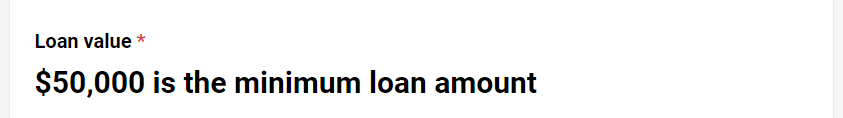 Loan value *
$50,000 is the minimum loan amount